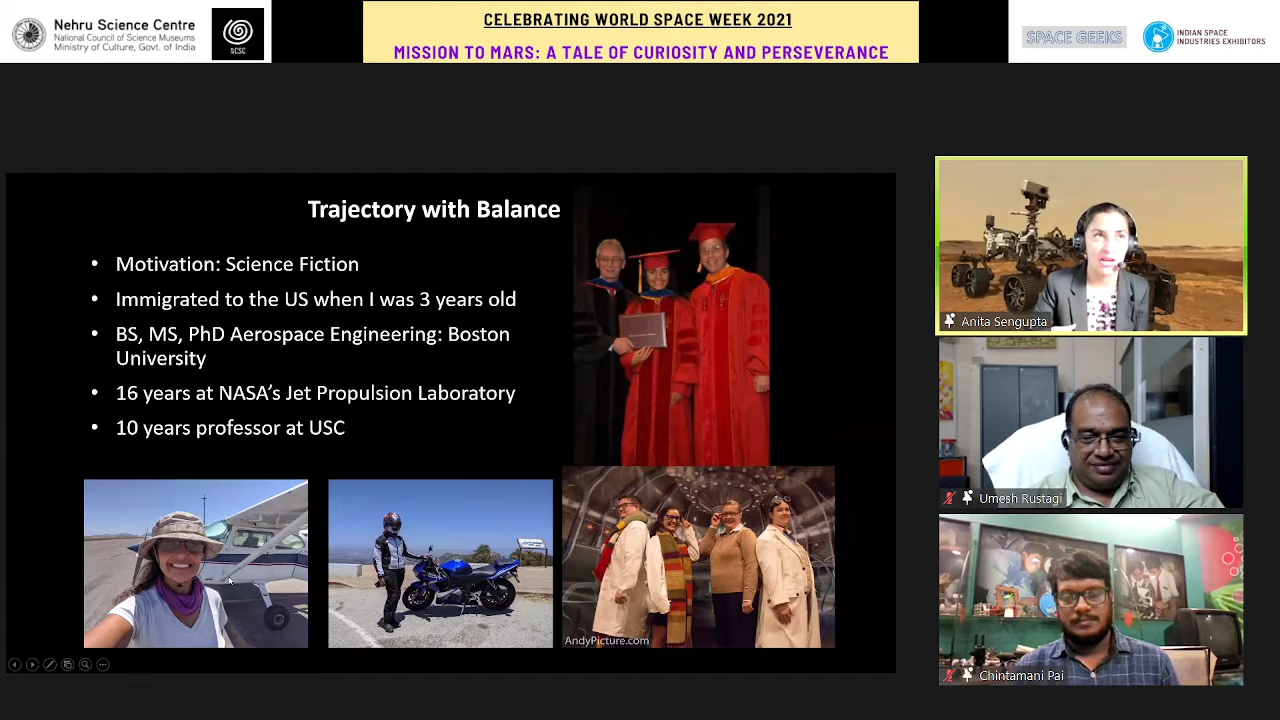 Nehru Science Centre
National Council of Science Museums
Ministry of Culture, Govt. of India
NCSC
CELEBRATING WORLD SPACE WEEK 2021
MISSION TO MARS: A TALE OF CURIOSITY AND PERSEVERANCE
SPACE GEEKS
INDIAN SPACE
INDUSTRIES EXHIBITORS
Trajectory with Balance
• Motivation: Science Fiction
• Immigrated to the US when I was 3 years old
• BS, MS, PhD Aerospace Engineering: Boston
University
• 16 years at NASA's Jet Propulsion Laboratory
• 10 years professor at USC
AndyPicture.com
Anita Sengupta
Umesh Rustagi
Chintamani Pai